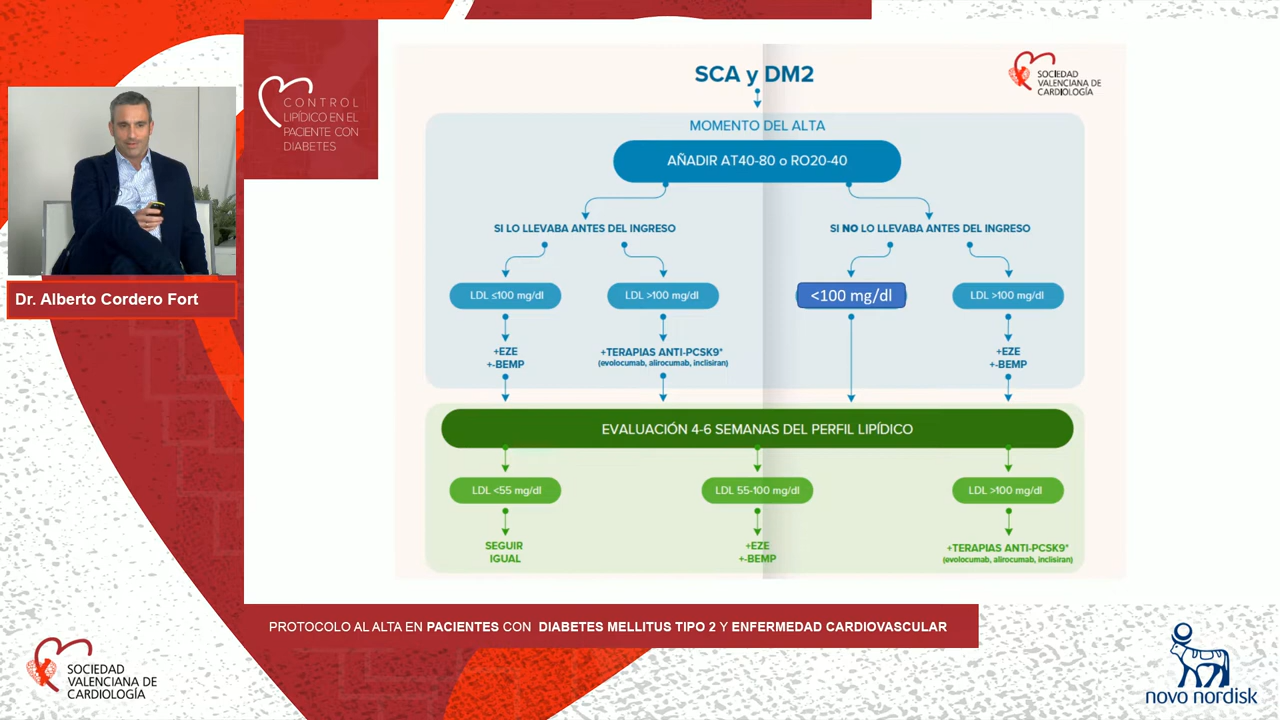 CONTROL
LIPÍDICO EN EL
PACIENTE CON
DIABETES
SCA y DM2
SOCIEDAD
VALENCIANA DE
CARDIOLOGÍA
MOMENTO DEL ALTA
AÑADIR AT40-80 o RO20-40
SI LO LLEVABA ANTES DEL INGRESO
SI NO LO LLEVABA ANTES DEL INGRESO
LDL ≤100 mg/dl
LDL >100 mg/dl
<100 mg/dl
LDL >100 mg/dl
+EZE
+-BEMP
+TERAPIAS ANTI-PCSK9*
(evolocumab, alirocumab, inclisiran)
+EZE
+-BEMP
EVALUACIÓN 4-6 SEMANAS DEL PERFIL LIPÍDICO
LDL <55 mg/dl
LDL 55-100 mg/dl
LDL >100 mg/dl
SEGUIR
IGUAL
+EZE
+-BEMP
+TERAPIAS ANTI-PCSK9*
(evolocumab, alirocumab, inclisiran)
Dr. Alberto Cordero Fort
PROTOCOLO AL ALTA EN PACIENTES CON DIABETES MELLITUS TIPO 2 Y ENFERMEDAD CARDIOVASCULAR
SOCIEDAD
VALENCIANA DE
CARDIOLOGÍA
novo nordisk